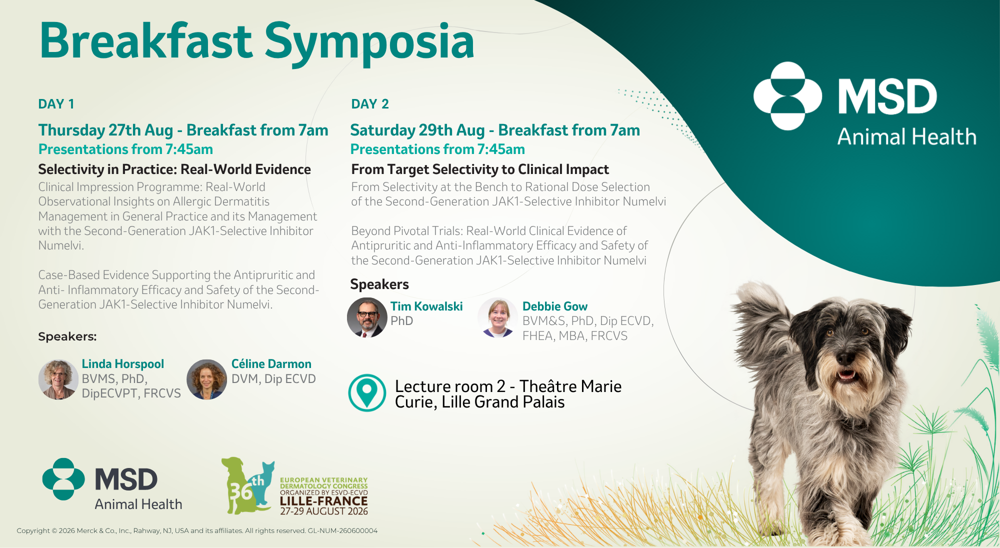 Breakfast Symposia
MSD
Animal Health
DAY 1
Thursday 27th Aug - Breakfast from 7am
Presentations from 7:45am
Selectivity in Practice: Real-World Evidence
Clinical Impression Programme: Real-World
Observational Insights on Allergic Dermatitis
Management in General Practice and its Management
with the Second-Generation JAK1-Selective Inhibitor
Numelvi.
Case-Based Evidence Supporting the Antipruritic and
Anti- Inflammatory Efficacy and Safety of the Second-
Generation JAK1-Selective Inhibitor Numelvi.
Speakers:
Linda Horspool
BVMS, PhD,
DipECVPT, FRCVS
Céline Darmon
DVM, Dip ECVD
DAY 2
Saturday 29th Aug - Breakfast from 7am
Presentations from 7:45am
From Target Selectivity to Clinical Impact
From Selectivity at the Bench to Rational Dose Selection
of the Second-Generation JAK1-Selective Inhibitor Numelvi
Beyond Pivotal Trials: Real-World Clinical Evidence of
Antipruritic and Anti-Inflammatory Efficacy and Safety of
the Second-Generation JAK1-Selective Inhibitor Numelvi
Speakers
Tim Kowalski
PhD
Debbie Gow
BVM&S, PhD, Dip ECVD,
FHEA, MBA, FRCVS
Lecture room 2 - Theâtre Marie
Curie, Lille Grand Palais
MSD
Animal Health
36th
EUROPEAN VETERINARY
DERMATOLOGY CONGRESS
ORGANIZED BY ESVD-ECVD
LILLE-FRANCE
27-29 AUGUST 2026
Copyright © 2026 Merck & Co., Inc., Rahway, NJ, USA and its affiliates. All rights reserved. GL-NUM-260600004